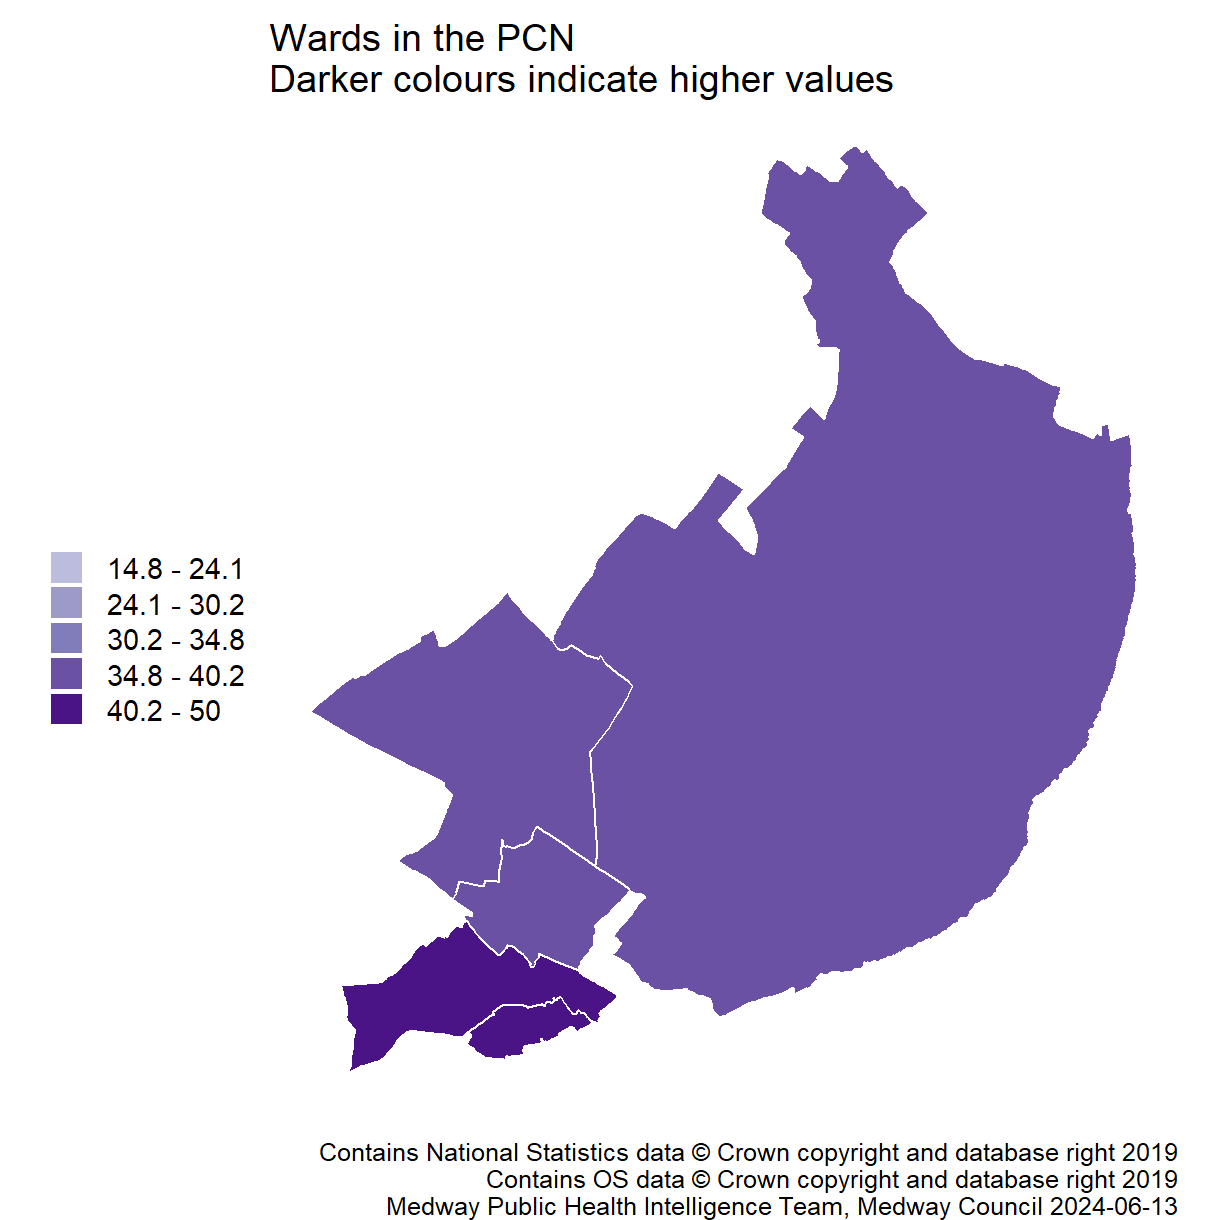 Wards in the PCN
Darker colours indicate higher values
14.8 - 24.1
24.1 - 30.2
30.2 - 34.8
34.8 - 40.2
40.2 - 50
Contains National Statistics data © Crown copyright and database right 2019
Contains OS data © Crown copyright and database right 2019
Medway Public Health Intelligence Team, Medway Council 2024-06-13